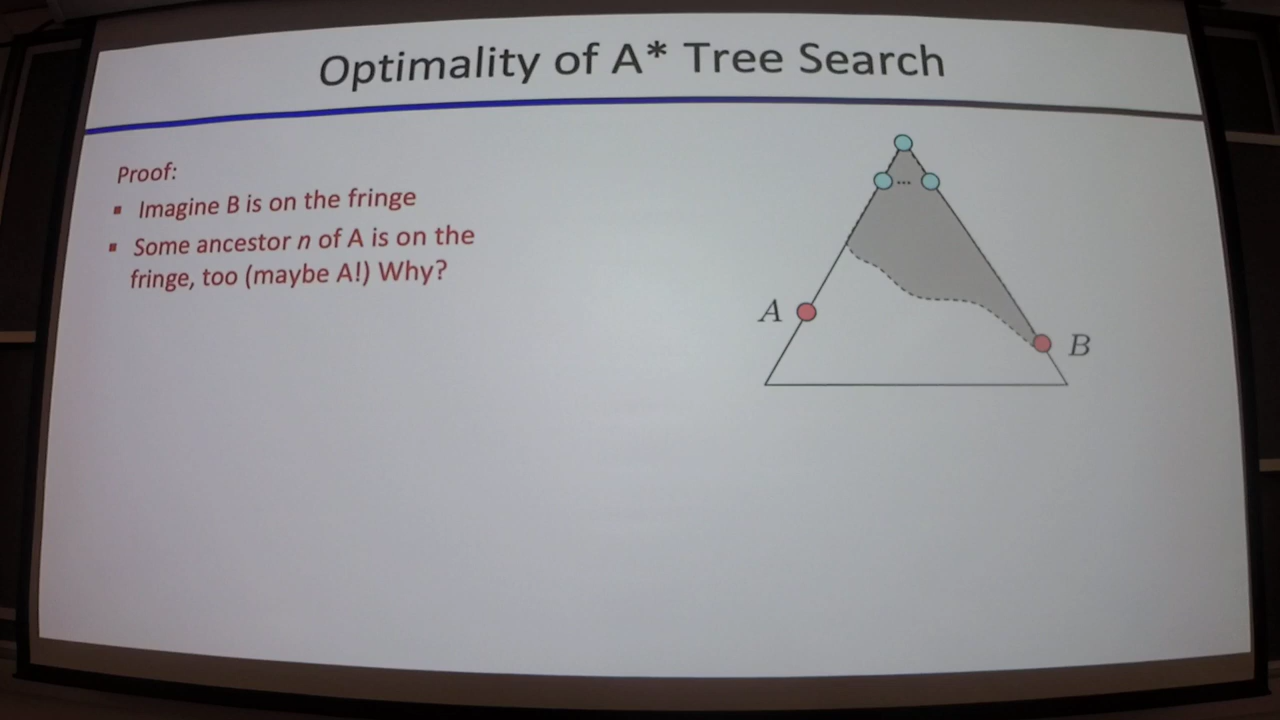 Optimality of A* Tree Search
Proof:
▪ Imagine B is on the fringe
▪ Some ancestor n of A is on the
fringe, too (maybe A!) Why?
...
A
B